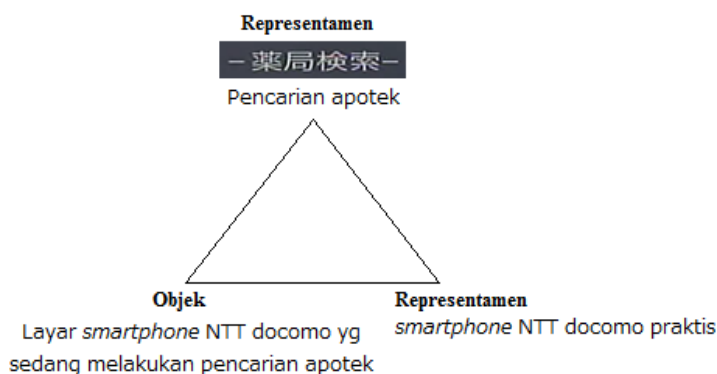 Representamen
－薬局検索－
Pencarian apotek
Objek
Layar smartphone NTT docomo yg
sedang melakukan pencarian apotek
Representamen
smartphone NTT docomo praktis